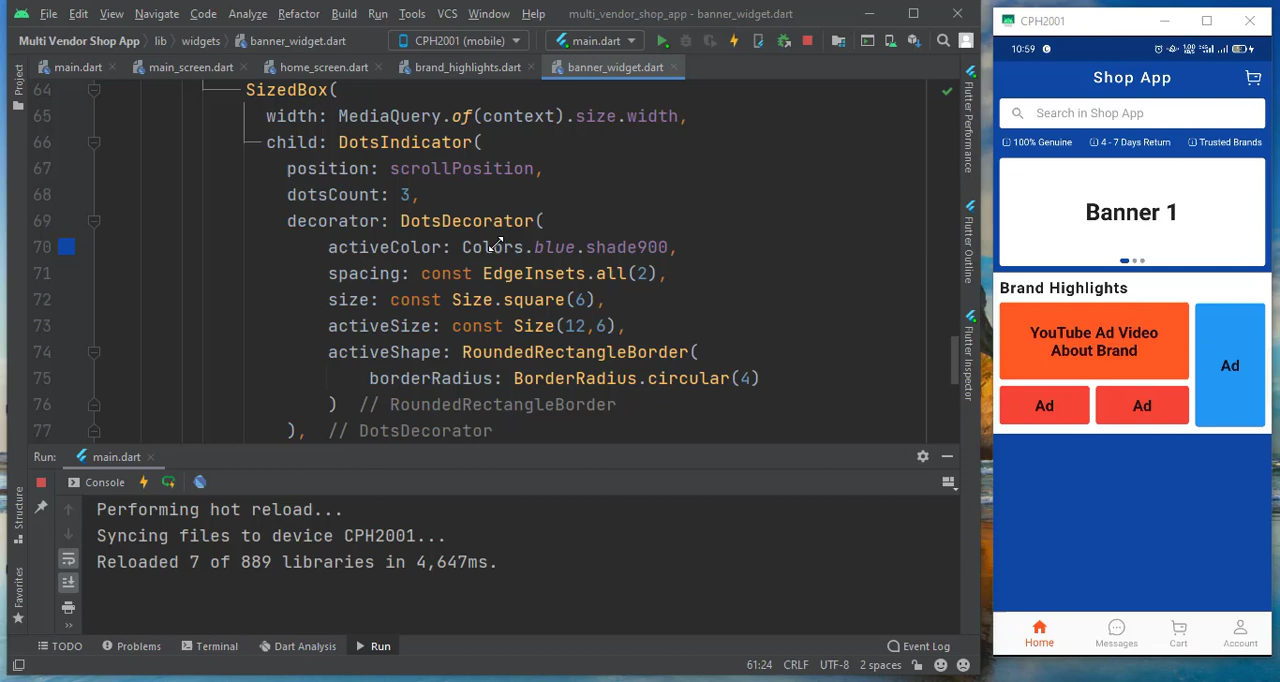 File Edit View Navigate Code Analyze Refactor Build Run Tools VCS Window Help multi_vendor_shop_app - banner_widget.dart
Multi Vendor Shop App lib widgets banner_widget.dart CPH2001 (mobile) main.dart
main.dart main_screen.dart home_screen.dart brand_highlights.dart banner_widget.dart
64 SizedBox(
65 width: MediaQuery.of(context).size.width,
66 child: DotsIndicator(
67 position: scrollPosition,
68 dotsCount: 3,
69 decorator: DotsDecorator(
70 activeColor: Colors.blue.shade900,
71 spacing: const EdgeInsets.all(2),
72 size: const Size.square(6),
73 activeSize: const Size(12,6),
74 activeShape: RoundedRectangleBorder(
75 borderRadius: BorderRadius.circular(4)
76 ) // RoundedRectangleBorder
77 ), // DotsDecorator
Project
Structure
Favorites
Flutter Performance
Flutter Outline
Flutter Inspector
Run: main.dart
Console
Performing hot reload...
Syncing files to device CPH2001...
Reloaded 7 of 889 libraries in 4,647ms.
TODO Problems Terminal Dart Analysis Run Event Log
61:24 CRLF UTF-8 2 spaces
CPH2001
10:59
Shop App
Search in Shop App
100% Genuine 4 - 7 Days Return Trusted Brands
Banner 1
Brand Highlights
YouTube Ad Video
About Brand
Ad
Ad Ad
Home Messages Cart Account